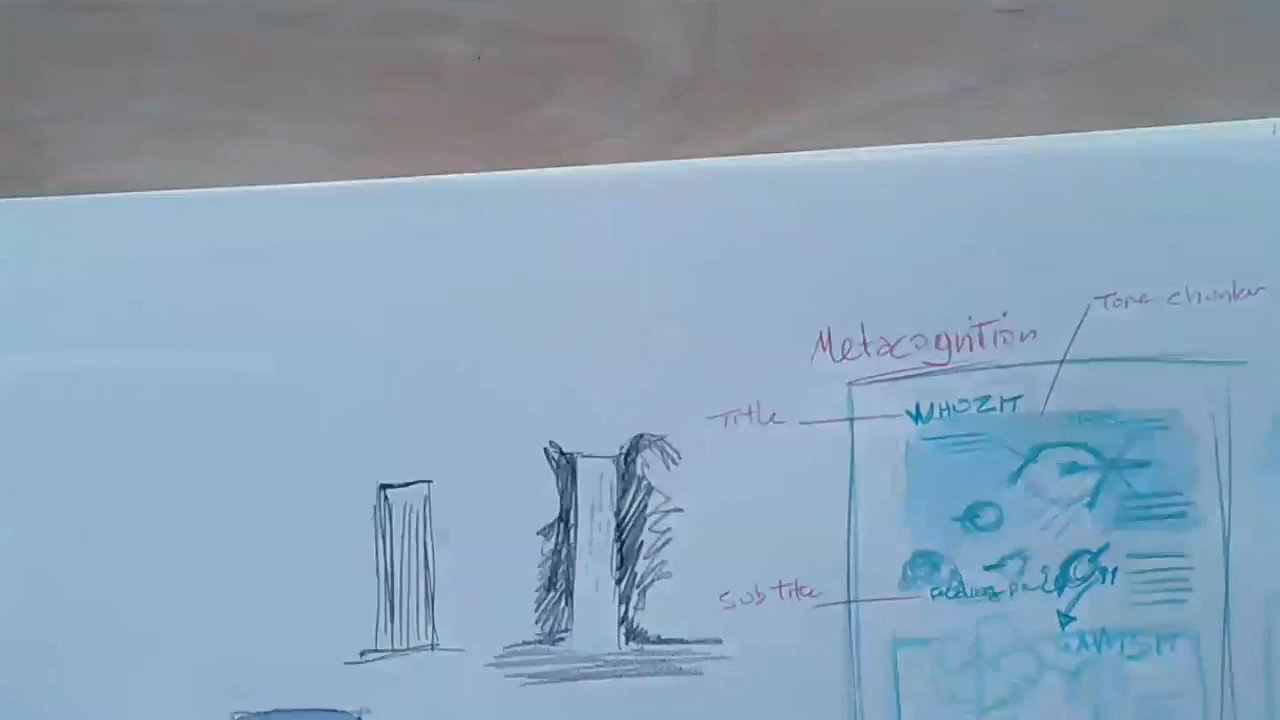 Tone chunker
Metacognition
Title
WHOZIT
Sub Title